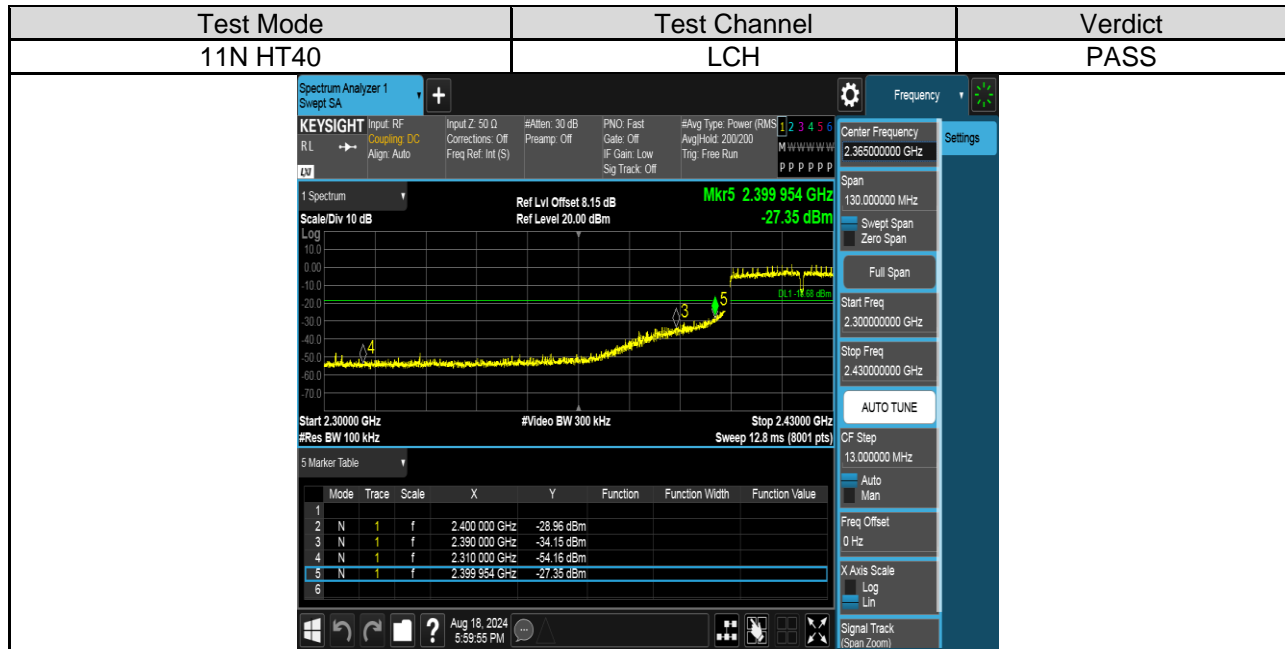 Test Mode Test Channel Verdict
11N HT40 LCH PASS
Spectrum Analyzer 1
Swept SA
+
Frequency
KEYSIGHT
RL
LXI
Input: RF
Coupling: DC
Align: Auto
Input Z: 50 Ω
Corrections: Off
Freq Ref: Int (S)
#Atten: 30 dB
Preamp: Off
PNO: Fast
Gate: Off
IF Gain: Low
Sig Track: Off
#Avg Type: Power (RMS
Avg|Hold: 200/200
Trig: Free Run
1 2 3 4 5 6
M W W W W W
P P P P P P
1 Spectrum
Scale/Div 10 dB
Ref Lvl Offset 8.15 dB
Ref Level 20.00 dBm
Mkr5 2.399 954 GHz
-27.35 dBm
Log
10.0
0.00
-10.0
-20.0
-30.0
-40.0
-50.0
-60.0
-70.0
4
3
5
Start 2.30000 GHz
#Res BW 100 kHz
#Video BW 300 kHz
Stop 2.43000 GHz
Sweep 12.8 ms (8001 pts)
5 Marker Table
Mode Trace Scale X Y Function Function Width Function Value
1
2 N 1 f 2.400 000 GHz -28.96 dBm
3 N 1 f 2.390 000 GHz -34.15 dBm
4 N 1 f 2.310 000 GHz -54.16 dBm
5 N 1 f 2.399 954 GHz -27.35 dBm
6
?
Aug 18, 2024
5:59:55 PM
Center Frequency
2.365000000 GHz
Settings
Span
130.000000 MHz
Swept Span
Zero Span
Full Span
Start Freq
2.300000000 GHz
Stop Freq
2.430000000 GHz
AUTO TUNE
CF Step
13.000000 MHz
Auto
Man
Freq Offset
0 Hz
X Axis Scale
Log
Lin
Signal Track
(Span Zoom)